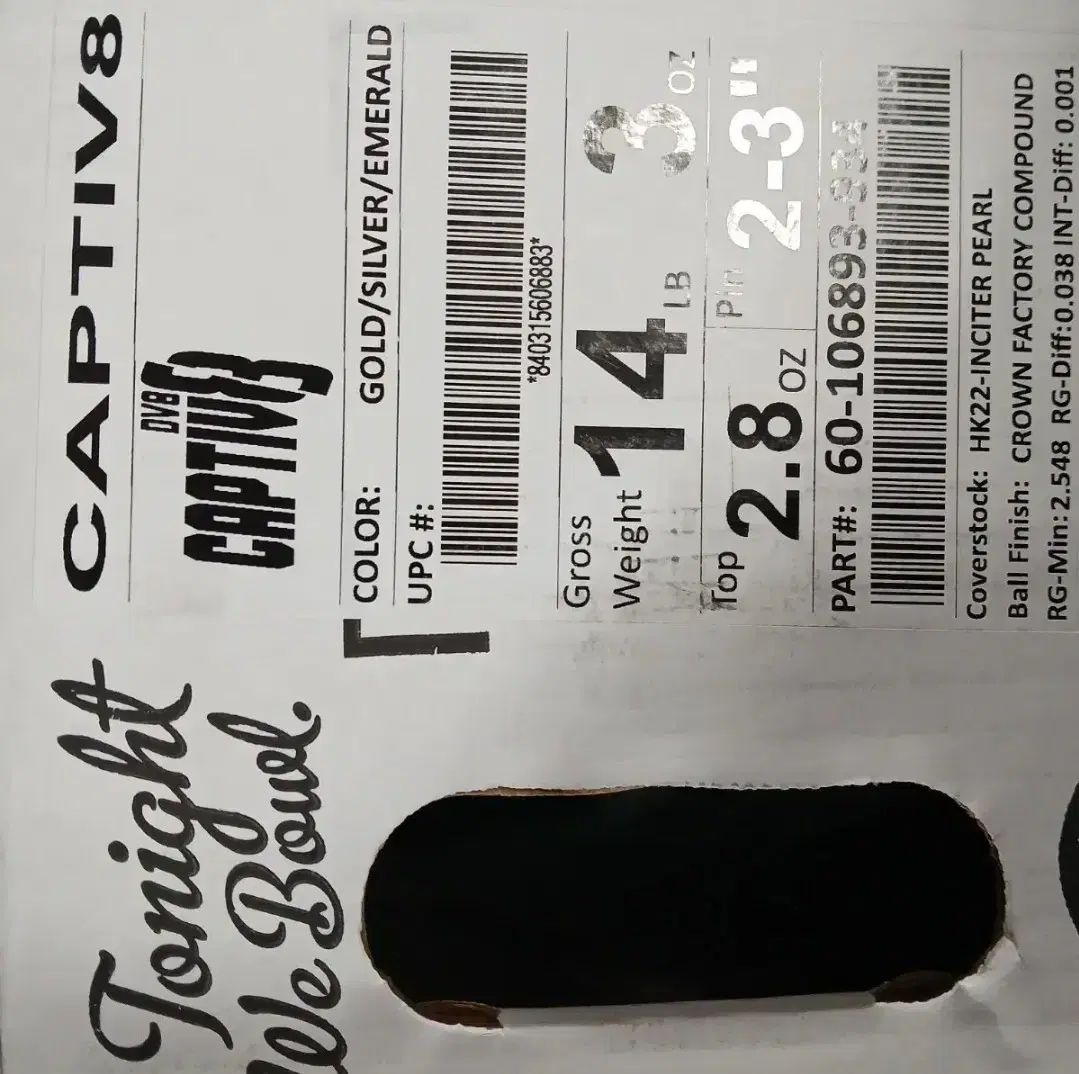 CAPTIV8
DV8
CAPTIV8
COLOR: GOLD/SILVER/EMERALD
UPC #:
*840315606883*
Gross
Weight 14 LB 3 OZ
Top 2.8 OZ Pin 2-3"
PART#: 60-106893-93J
Coverstock: HK22-INCITER PEARL
Ball Finish: CROWN FACTORY COMPOUND
RG-Min: 2.548 RG-Diff:0.038 INT-Diff: 0.001
Tonight
We Bowl.